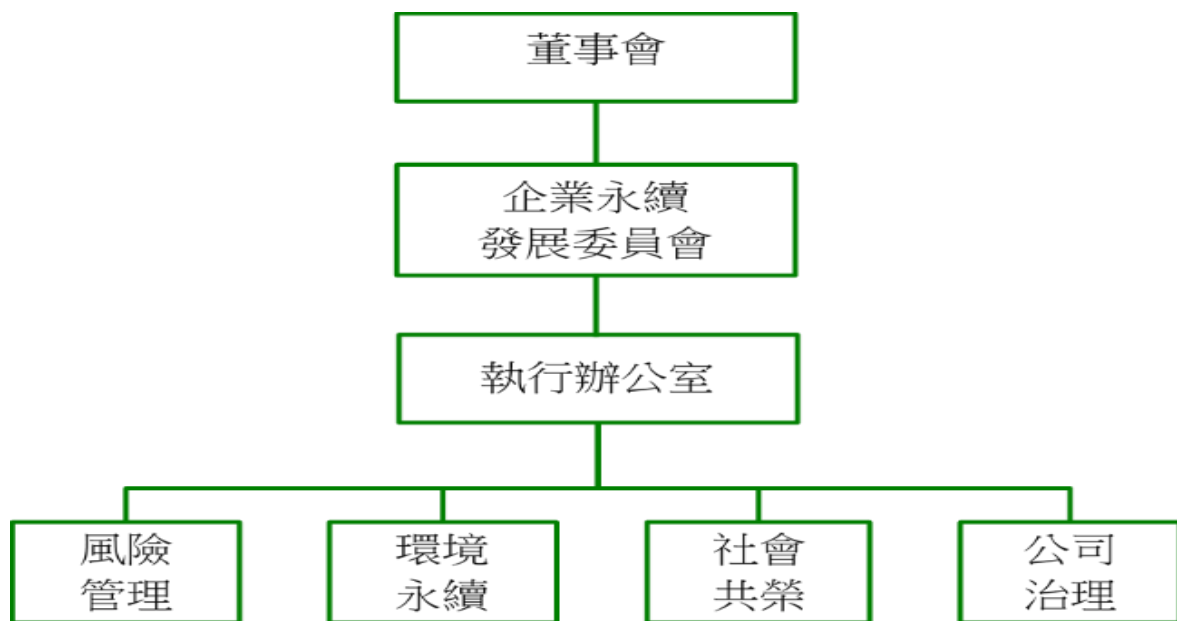 董事會
企業永續
發展委員會
執行辦公室
風險
管理
環境
永續
社會
共榮
公司
治理